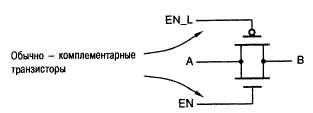 EN_L
Обычно – комплементарные
транзисторы
A
B
EN